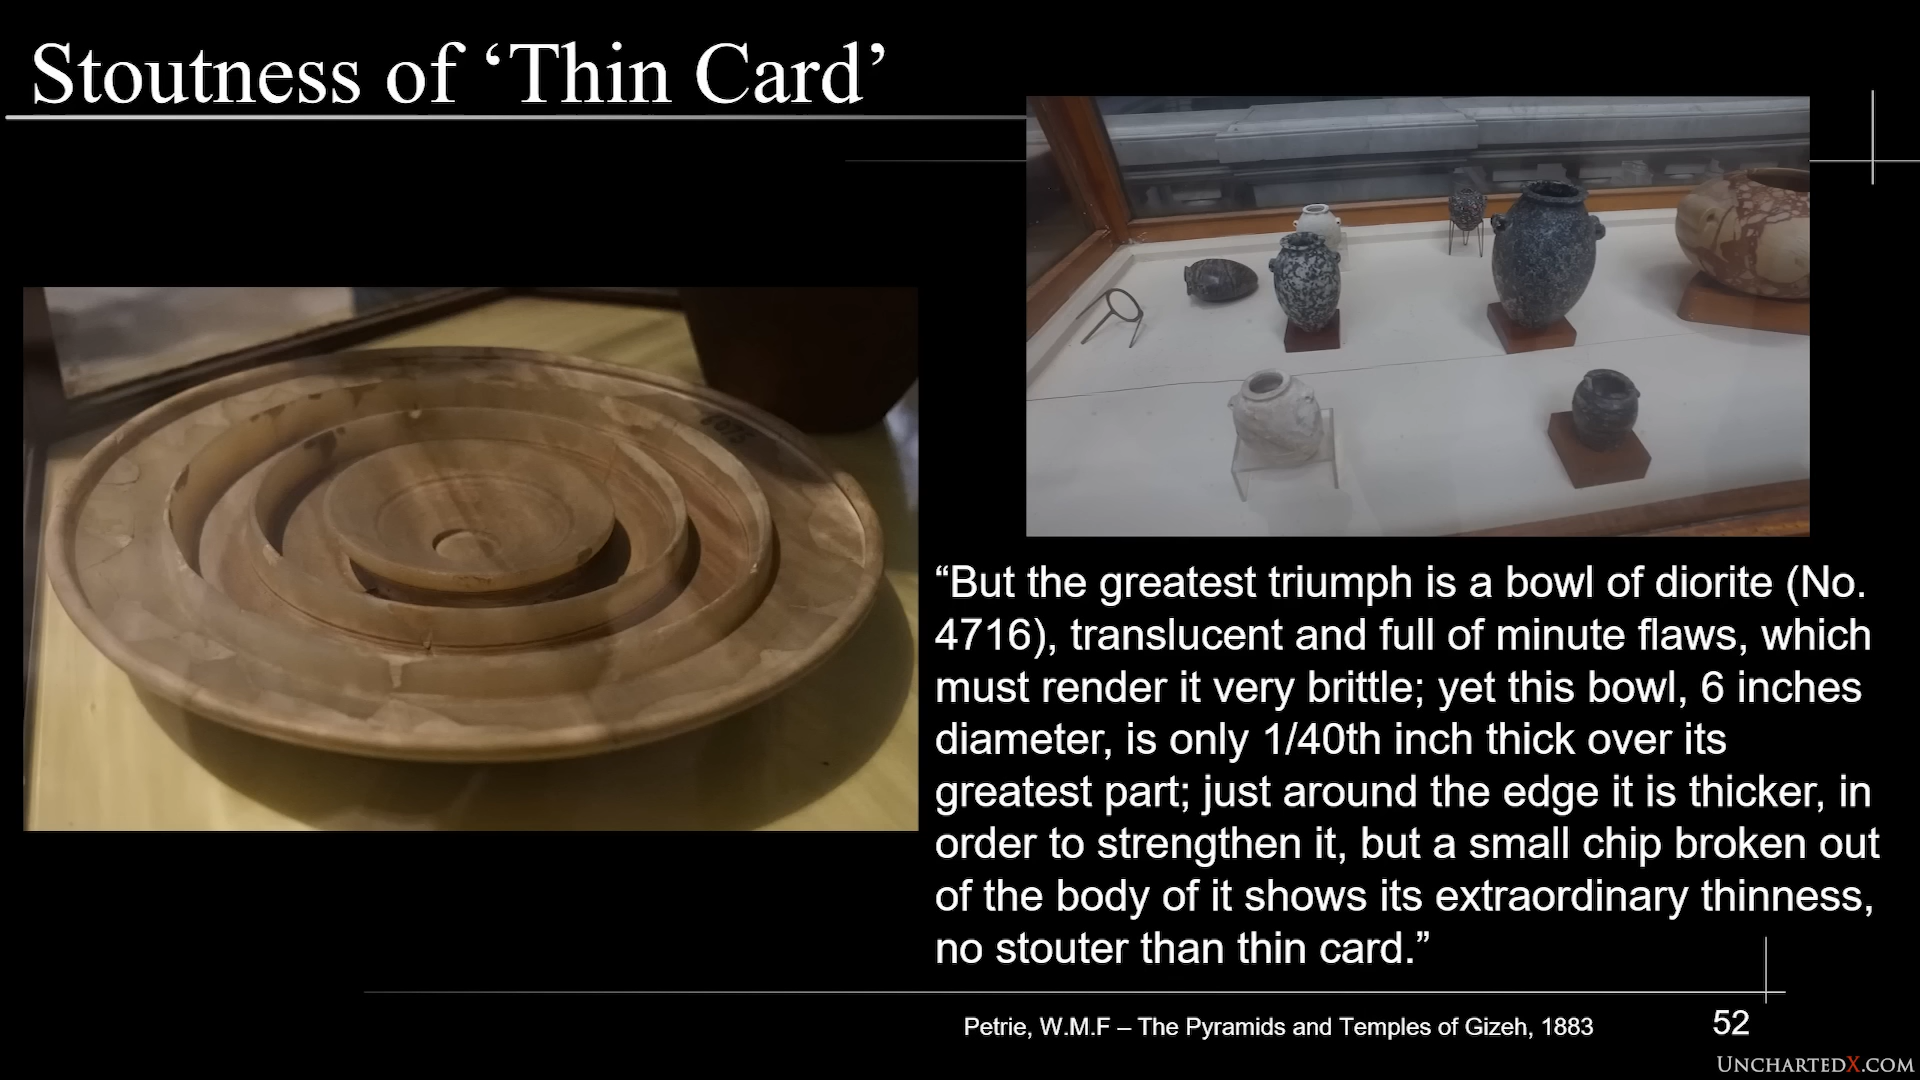 Stoutness of ‘Thin Card’
“But the greatest triumph is a bowl of diorite (No.
4716), translucent and full of minute flaws, which
must render it very brittle; yet this bowl, 6 inches
diameter, is only 1/40th inch thick over its
greatest part; just around the edge it is thicker, in
order to strengthen it, but a small chip broken out
of the body of it shows its extraordinary thinness,
no stouter than thin card.”
Petrie, W.M.F – The Pyramids and Temples of Gizeh, 1883
52
UNCHARTEDX.COM